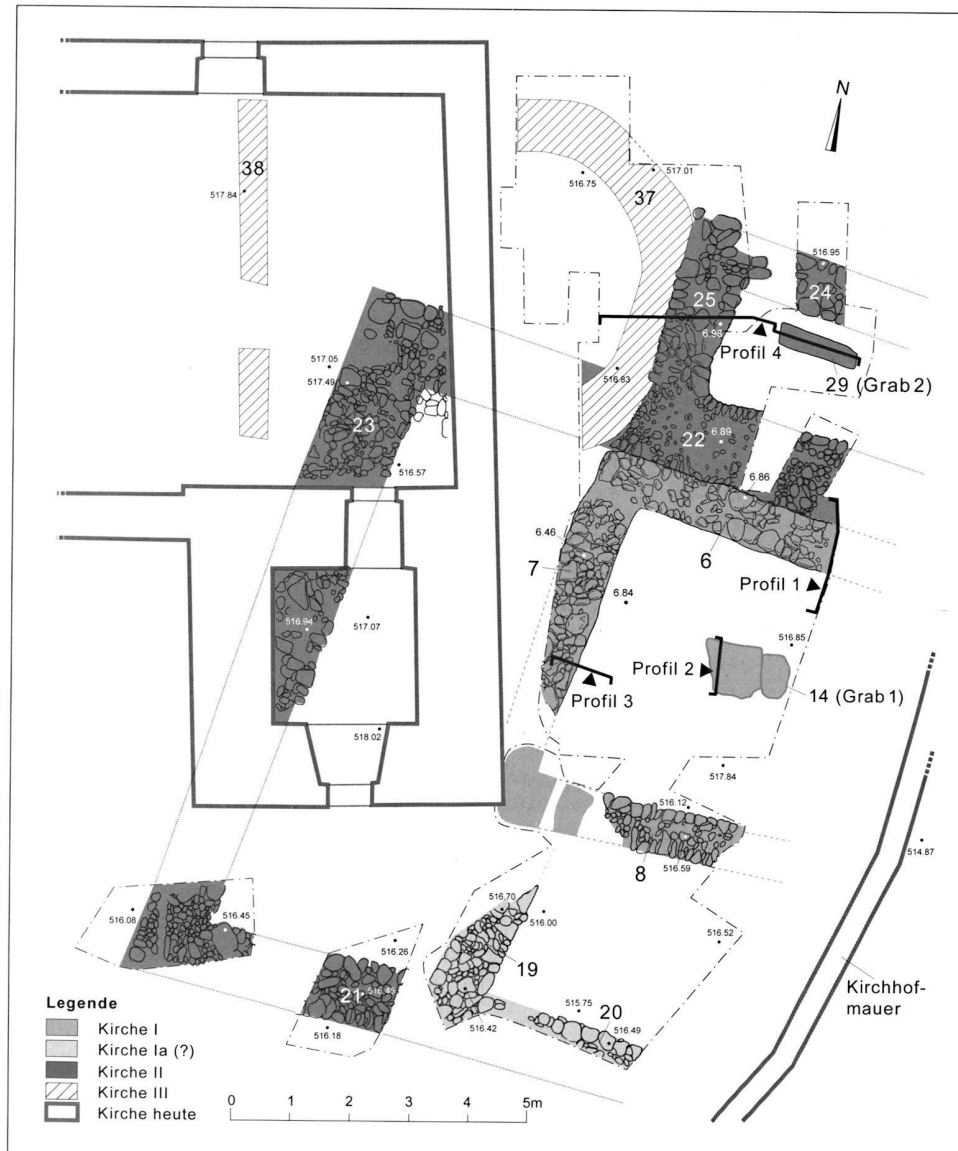 N
38
517.84
516.75
517.01
37
516.95
24
25
6.98
Profil 4
29 (Grab 2)
517.05
517.49
23
516.83
516.57
22
6.89
6.86
6.46
7
6
6.84
Profil 1
516.94
517.07
516.85
Profil 2
14 (Grab 1)
Profil 3
518.02
517.84
516.12
8
516.59
514.87
516.08
516.45
516.70
516.00
516.52
19
516.26
21
516.45
516.42
515.75
20
516.49
516.18
Kirchhof-
mauer
Legende
Kirche I
Kirche Ia (?)
Kirche II
Kirche III
Kirche heute
0 1 2 3 4 5m